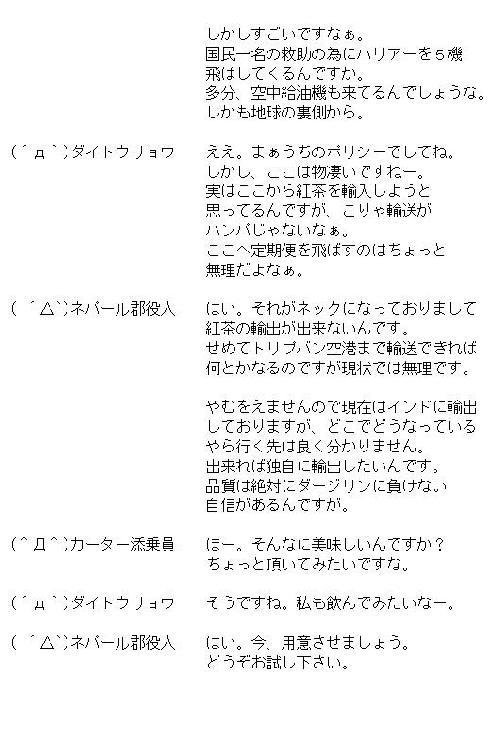 しかしすごいですなぁ。
国民一名の救助の為にハリアーを５機
飛ばしてくるんですか。
多分、空中給油機も来てるんでしょうな。
しかも地球の裏側から。
( ´д`)ダイトウリョウ ええ。まぁうちのポリシーでしてね。
しかし、ここは物凄いですねー。
実はここから紅茶を輸入しようと
思ってるんですが、こりゃ輸送が
ハンパじゃないなぁ。
ここへ定期便を飛ばすのはちょっと
無理だよなぁ。
( ´△`)ネパール郡役人 はい。それがネックになっておりまして
紅茶の輸出が出来ないんです。
せめてトリブバン空港まで輸送できれば
何とかなるのですが現状では無理です。
やむをえませんので現在はインドに輸出
しておりますが、どこでどうなっている
やら行く先は良く分かりません。
出来れば独自に輸出したいんです。
品質は絶対にダージリンに負けない
自信があるんですが。
(^Д^)カーター添乗員 ほー。そんなに美味しいんですか？
ちょっと頂いてみたいですな。
( ´д`)ダイトウリョウ そうですね。私も飲んでみたいなー。
( ´△`)ネパール郡役人 はい。今、用意させましょう。
どうぞお試し下さい。